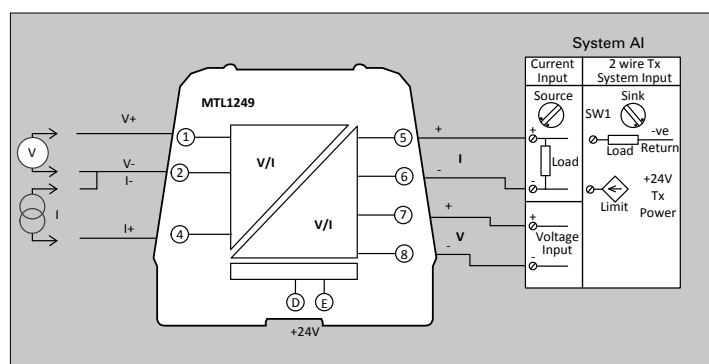 System AI
Current Input
2 wire Tx System Input
Source
SW1
Sink
MTL1249
V+
V
V-
I-
I
I+
1
2
4
V/I
V/I
5
6
7
8
+
-
I
+
-
V
+
Load
-
Load
-ve Return
Limit
+24V Tx Power
+
Voltage Input
-
D
E
+24V